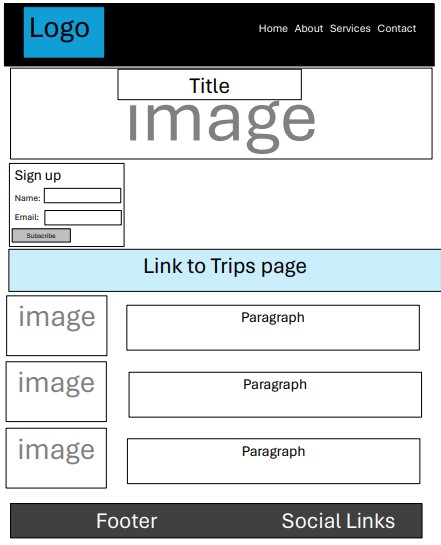 Logo
Home About Services Contact
Title
image
Sign up
Name:
Email:
Subscribe
Link to Trips page
image
Paragraph
image
Paragraph
image
Paragraph
Footer Social Links